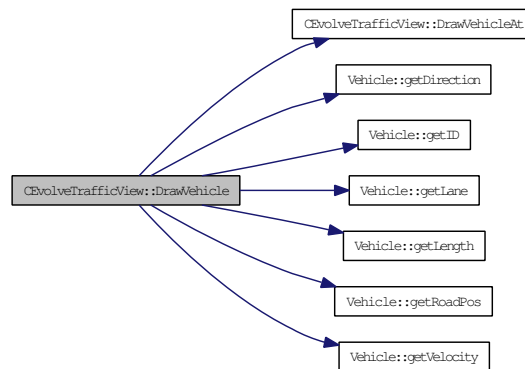 CEvolveTrafficView::DrawVehicleAt
Vehicle::getDirection
Vehicle::getID
CEvolveTrafficView::DrawVehicle
Vehicle::getLane
Vehicle::getLength
Vehicle::getRoadPos
Vehicle::getVelocity